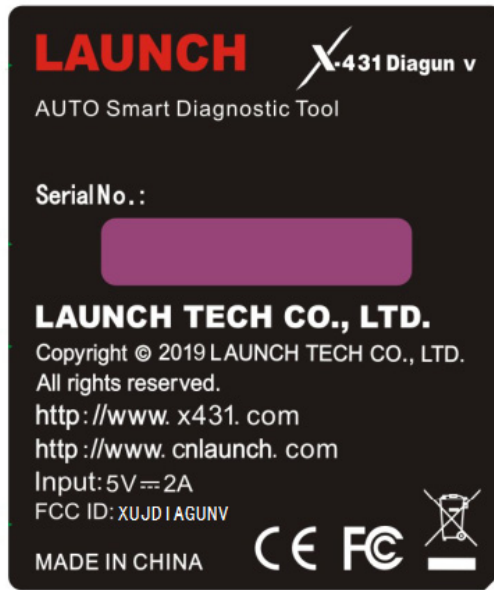 LAUNCH X-431 Diagun v
AUTO Smart Diagnostic Tool
Serial No.:
LAUNCH TECH CO., LTD.
Copyright © 2019 LAUNCH TECH CO., LTD.
All rights reserved.
http://www.x431.com
http://www.cnlaunch.com
Input: 5V⎓2A
FCC ID: XUJDIAGUNV
MADE IN CHINA CE FC